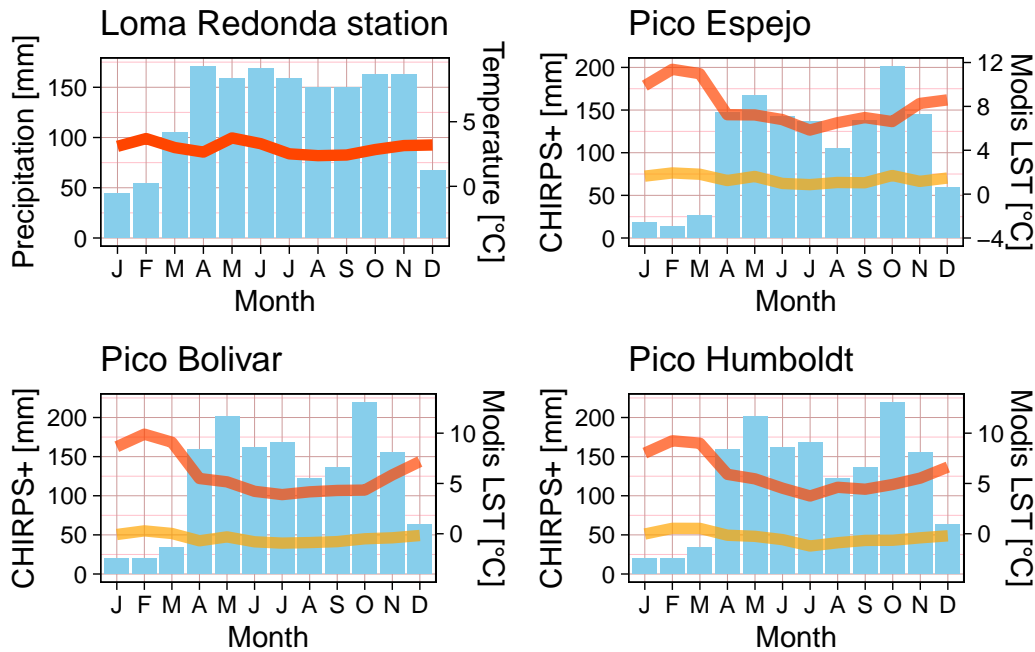 Loma Redonda station
Precipitation [mm]
150
100
50
0
5
0
Temperature [°C]
J F M A M J J A S O N D
Month
Pico Espejo
CHIRPS+ [mm]
200
150
100
50
0
12
8
4
0
−4
Modis LST [°C]
J F M A M J J A S O N D
Month
Pico Bolivar
CHIRPS+ [mm]
200
150
100
50
0
10
5
0
Modis LST [°C]
J F M A M J J A S O N D
Month
Pico Humboldt
CHIRPS+ [mm]
200
150
100
50
0
10
5
0
Modis LST [°C]
J F M A M J J A S O N D
Month